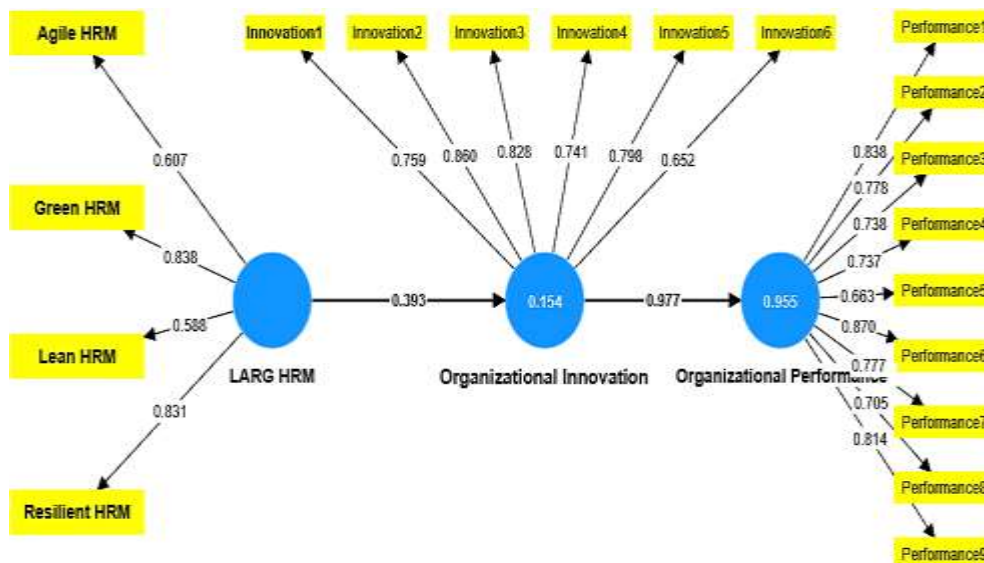 Agile HRM
Innovation1
Innovation2
Innovation3
Innovation4
Innovation5
Innovation6
Performance1
Performance2
Performance3
Performance4
Performance5
Performance6
Performance7
Performance8
Performance9
0.607
0.759
0.860
0.828
0.741
0.798
0.652
0.838
0.778
0.738
0.737
0.663
0.870
0.777
0.705
0.814
Green HRM
0.838
0.588
Lean HRM
0.831
Resilient HRM
0.393
0.154
0.977
0.955
LARG HRM
Organizational Innovation
Organizational Performance